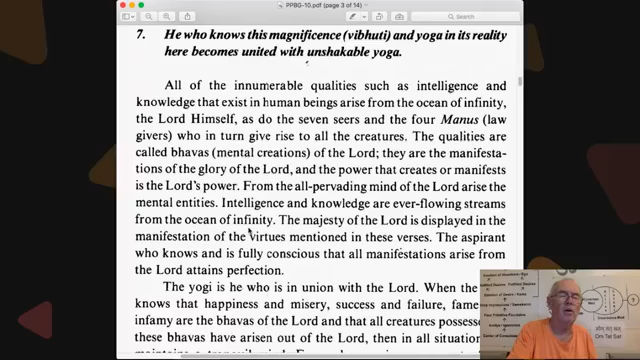 PPBG-10.pdf (page 3 of 14)
Search
7. He who knows this magnificence (vibhuti) and yoga in its reality
here becomes united with unshakable yoga.
All of the innumerable qualities such as intelligence and
knowledge that exist in human beings arise from the ocean of infinity,
the Lord Himself, as do the seven seers and the four Manus (law
givers) who in turn give rise to all the creatures. The qualities are
called bhavas (mental creations) of the Lord; they are the manifesta-
tions of the glory of the Lord, and the power that creates or manifests
is the Lord's power. From the all-pervading mind of the Lord arise the
mental entities. Intelligence and knowledge are ever-flowing streams
from the ocean of infinity. The majesty of the Lord is displayed in the
manifestation of the virtues mentioned in these verses. The aspirant
who knows and is fully conscious that all manifestations arise from
the Lord attains perfection.
The yogi is he who is in union with the Lord. When the
knows that happiness and misery, success and failure, fame
infamy are the bhavas of the Lord and that all creatures posses
these bhavas have arisen out of the Lord, then in all situation
Om Tat Sat